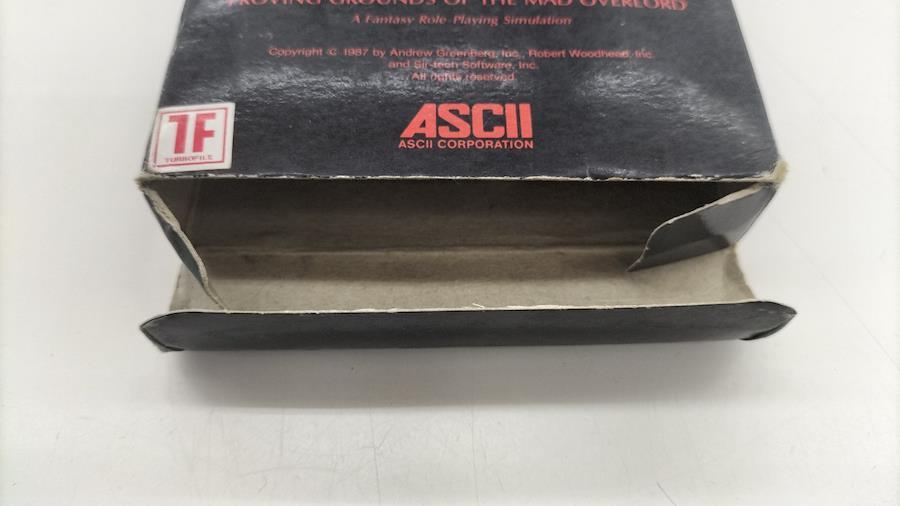 PROVING GROUNDS OF THE MAD OVERLORD
A Fantasy Role-Playing Simulation
Copyright © 1987 by Andrew Greenberg, Inc., Robert Woodhead, Inc.
and Sir-tech Software, Inc.
All rights reserved.
ASCII
ASCII CORPORATION
TF
TURBOFILE